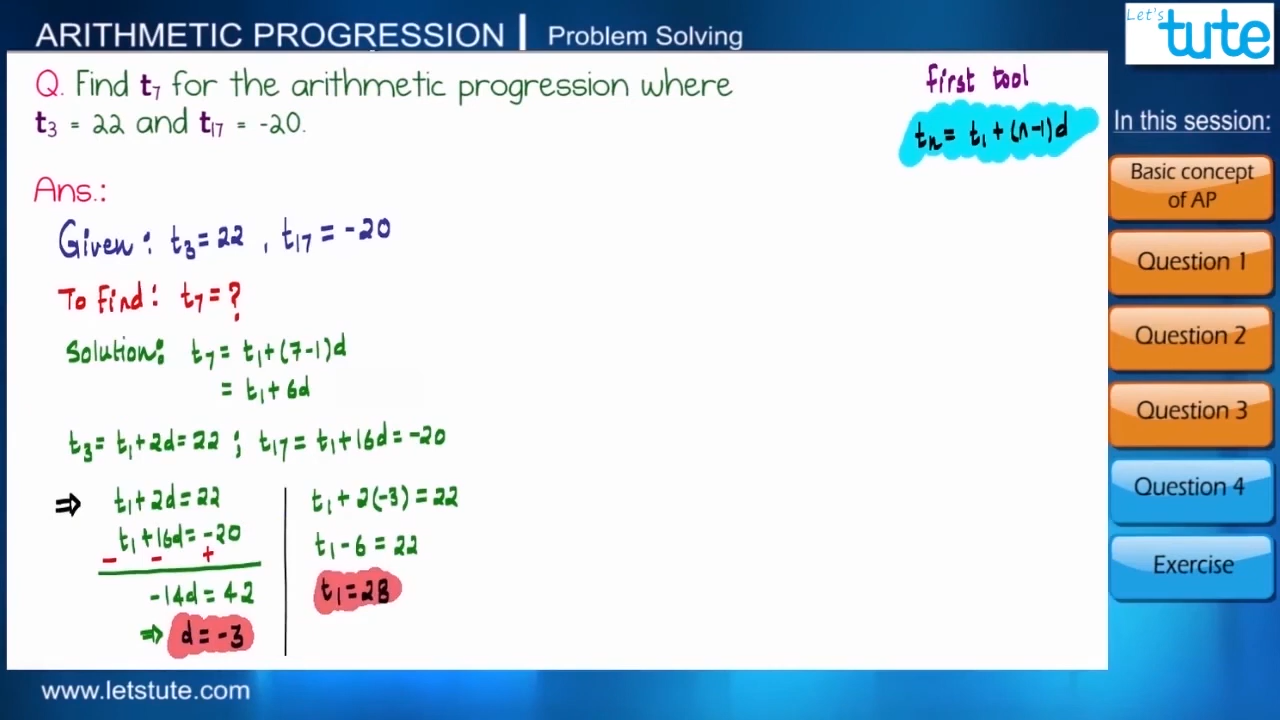 ARITHMETIC PROGRESSION | Problem Solving
Let's
tute
Q. Find t₇ for the arithmetic progression where
t₃ = 22 and t₁₇ = -20.
first tool
tₙ = t₁ + (n-1)d
In this session:
Basic concept
of AP
Question 1
Question 2
Question 3
Question 4
Exercise
Ans.:
Given : t₃ = 22 , t₁₇ = -20
To Find : t₇ = ?
Solution: t₇ = t₁ + (7-1)d
= t₁ + 6d
t₃ = t₁ + 2d = 22 ; t₁₇ = t₁ + 16d = -20
⇒ t₁ + 2d = 22
t₁ + 16d = -20
− − +
-14d = 42
⇒ d = -3
t₁ + 2(-3) = 22
t₁ - 6 = 22
t₁ = 28
www.letstute.com